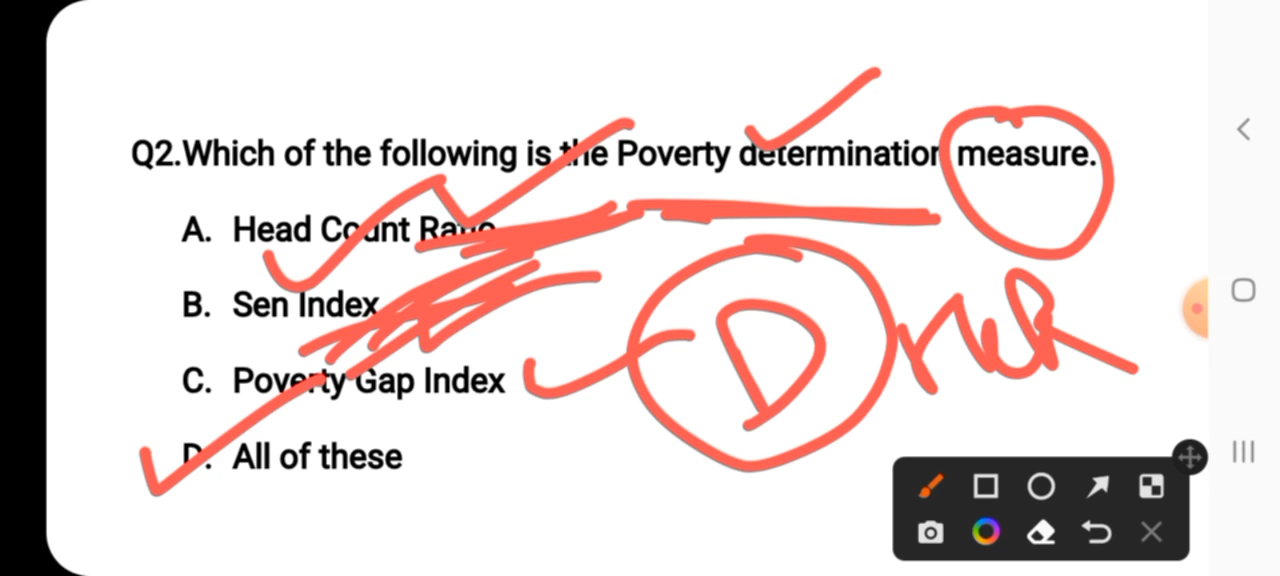 Q2.Which of the following is the Poverty determination measure.
A. Head Count Ratio
B. Sen Index
C. Poverty Gap Index
D. All of these
D